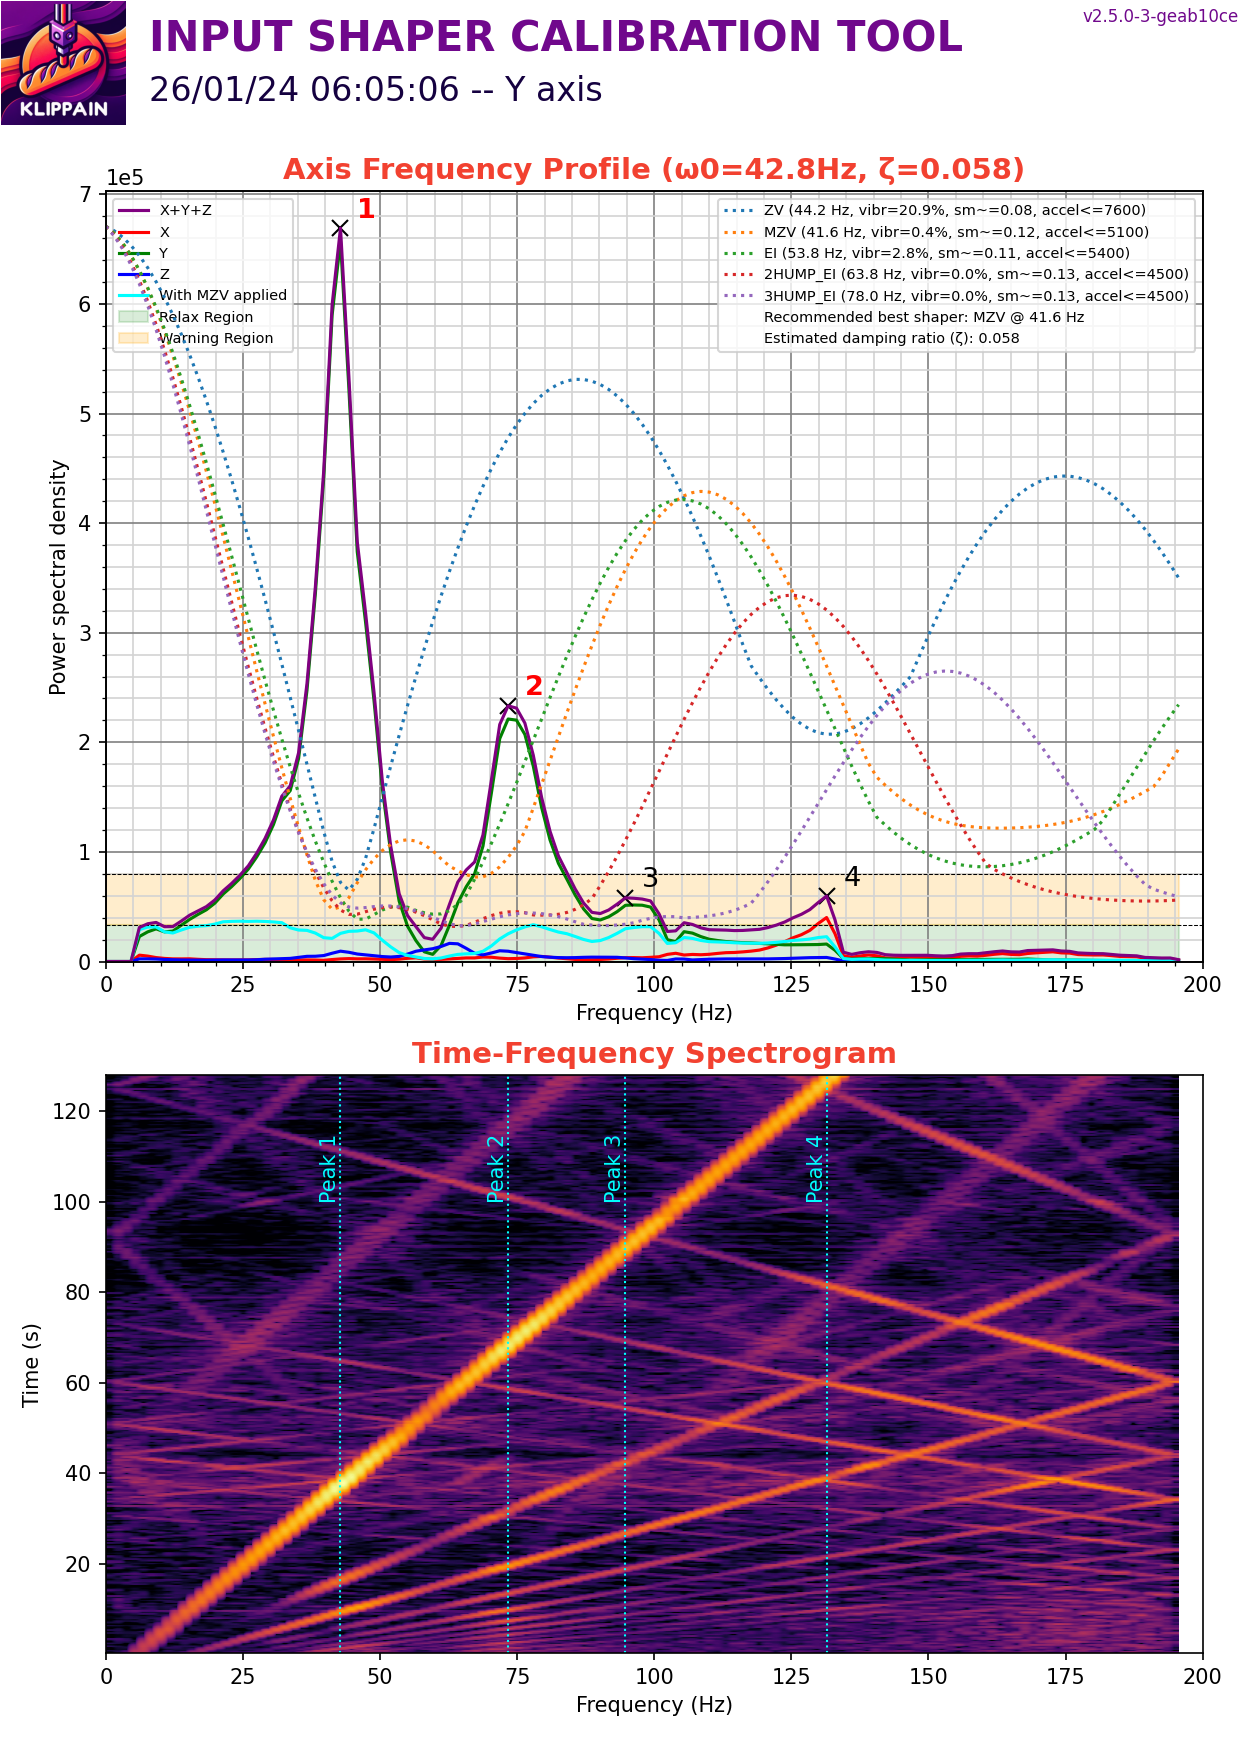 v2.5.0-3-geab10ce
INPUT SHAPER CALIBRATION TOOL
26/01/24 06:05:06 -- Y axis
KLIPPAIN
Axis Frequency Profile (ω0=42.8Hz, ζ=0.058)
1e5
X+Y+Z
X
Y
Z
With MZV applied
Relax Region
Warning Region
ZV (44.2 Hz, vibr=20.9%, sm~=0.08, accel<=7600)
MZV (41.6 Hz, vibr=0.4%, sm~=0.12, accel<=5100)
EI (53.8 Hz, vibr=2.8%, sm~=0.11, accel<=5400)
2HUMP_EI (63.8 Hz, vibr=0.0%, sm~=0.13, accel<=4500)
3HUMP_EI (78.0 Hz, vibr=0.0%, sm~=0.13, accel<=4500)
Recommended best shaper: MZV @ 41.6 Hz
Estimated damping ratio (ζ): 0.058
1
2
3
4
7
6
5
4
3
2
1
0
Power spectral density
0 25 50 75 100 125 150 175 200
Frequency (Hz)
Time-Frequency Spectrogram
Peak 1
Peak 2
Peak 3
Peak 4
120
100
80
60
40
20
Time (s)
0 25 50 75 100 125 150 175 200
Frequency (Hz)